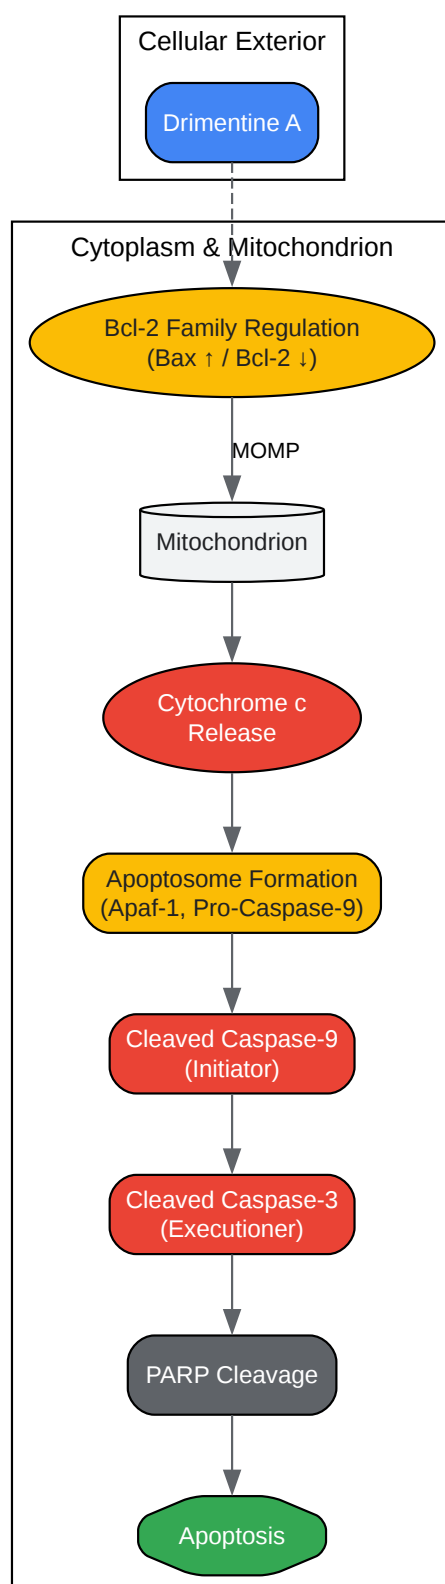 Cellular Exterior
Drimentine A
Cytoplasm & Mitochondrion
Bcl-2 Family Regulation
(Bax ↑ / Bcl-2 ↓)
MOMP
Mitochondrion
Cytochrome c
Release
Apoptosome Formation
(Apaf-1, Pro-Caspase-9)
Cleaved Caspase-9
(Initiator)
Cleaved Caspase-3
(Executioner)
PARP Cleavage
Apoptosis